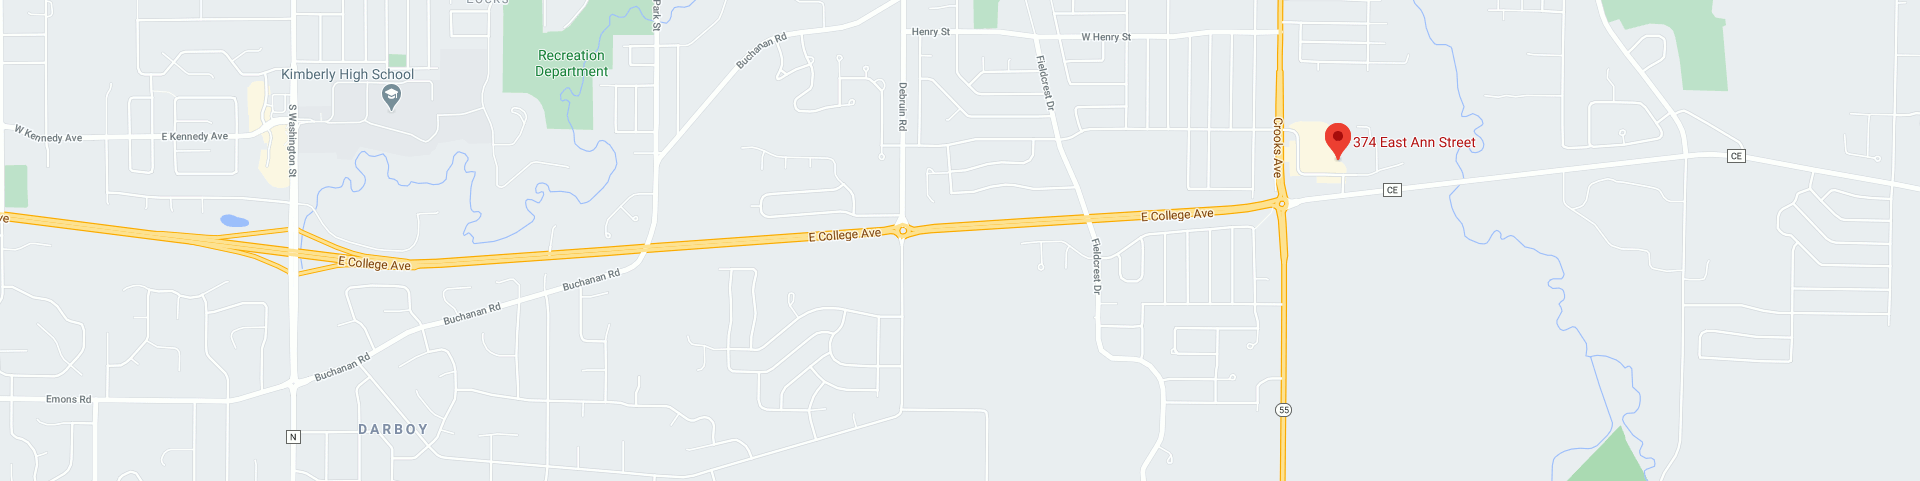 LOCKS
Park St
Recreation
Department
Buchanan Rd
Henry St
W Henry St
Kimberly High School
Fieldcrest Dr
Debruin Rd
S Washington St
W Kennedy Ave
E Kennedy Ave
Crooks Ave
374 East Ann Street
CE
CE
E College Ave
E College Ave
E College Ave
Fieldcrest Dr
Buchanan Rd
Buchanan Rd
Buchanan Rd
Emons Rd
55
DARBOY
N